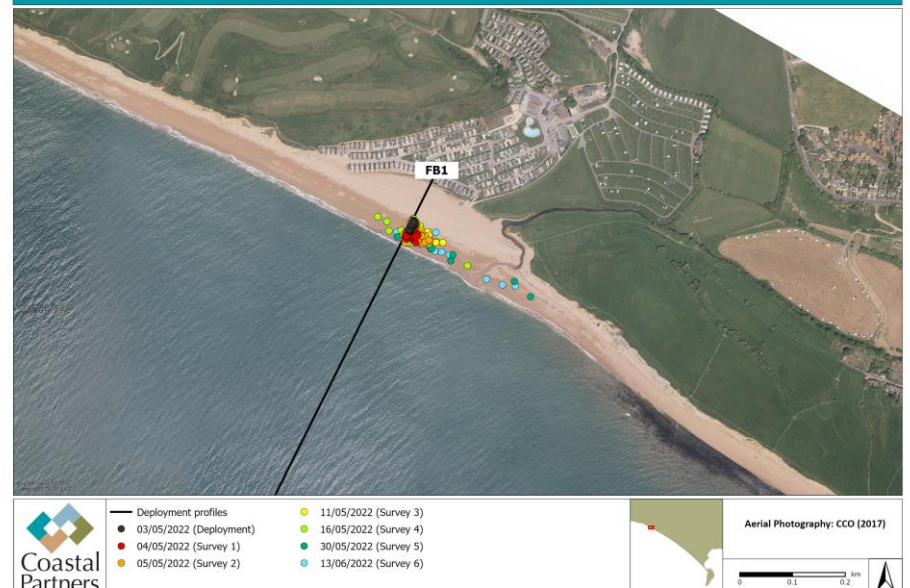 FB1
Coastal
Partners
Deployment profiles
03/05/2022 (Deployment)
04/05/2022 (Survey 1)
05/05/2022 (Survey 2)
11/05/2022 (Survey 3)
16/05/2022 (Survey 4)
30/05/2022 (Survey 5)
13/06/2022 (Survey 6)
Aerial Photography: CCO (2017)
km
0 0.1 0.2